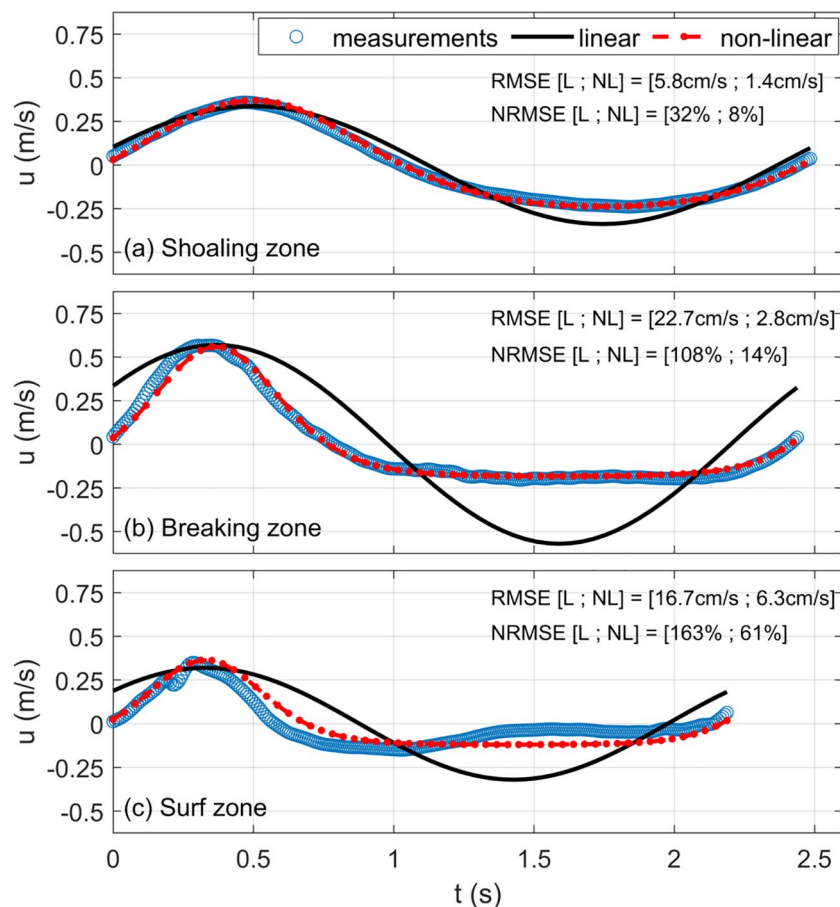 measurements linear non-linear
0.75
RMSE [L ; NL] = [5.8cm/s ; 1.4cm/s]
0.5
NRMSE [L ; NL] = [32% ; 8%]
0.25
u (m/s)
0
-0.25
-0.5
(a) Shoaling zone
0.75
RMSE [L ; NL] = [22.7cm/s ; 2.8cm/s]
0.5
NRMSE [L ; NL] = [108% ; 14%]
0.25
u (m/s)
0
-0.25
-0.5
(b) Breaking zone
0.75
RMSE [L ; NL] = [16.7cm/s ; 6.3cm/s]
0.5
NRMSE [L ; NL] = [163% ; 61%]
0.25
u (m/s)
0
-0.25
-0.5
(c) Surf zone
0 0.5 1 1.5 2 2.5
t (s)